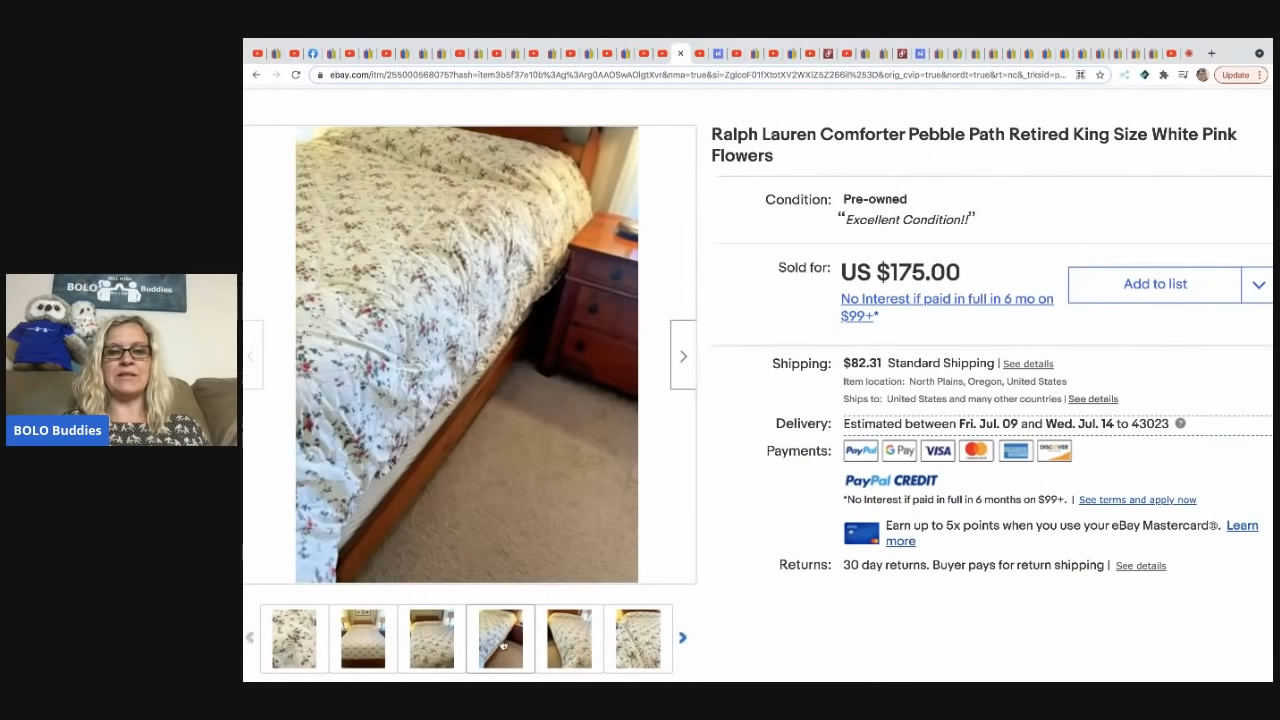 Update
ebay.com/itm/255000568075?hash=item3b5f37e10b%3Ag%3Arg0AAOSwAOlgtXvr&nma=true&si=ZglcoF01fXtotXV2WXlZ5Z266il%253D&orig_cvip=true&nordt=true&rt=nc&_trksid=p...
Ralph Lauren Comforter Pebble Path Retired King Size White Pink
Flowers
Condition: Pre-owned
“Excellent Condition!!”
Sold for: US $175.00
Add to list
No Interest if paid in full in 6 mo on
$99+*
Shipping: $82.31 Standard Shipping | See details
Item location: North Plains, Oregon, United States
Ships to: United States and many other countries | See details
Delivery: Estimated between Fri. Jul. 09 and Wed. Jul. 14 to 43023
Payments: PayPal G Pay VISA mastercard AMERICAN EXPRESS DISCOVER
PayPal CREDIT
*No Interest if paid in full in 6 months on $99+. | See terms and apply now
Earn up to 5x points when you use your eBay Mastercard®. Learn
more
Returns: 30 day returns. Buyer pays for return shipping | See details
BOLO Buddies
BOLO Buddies